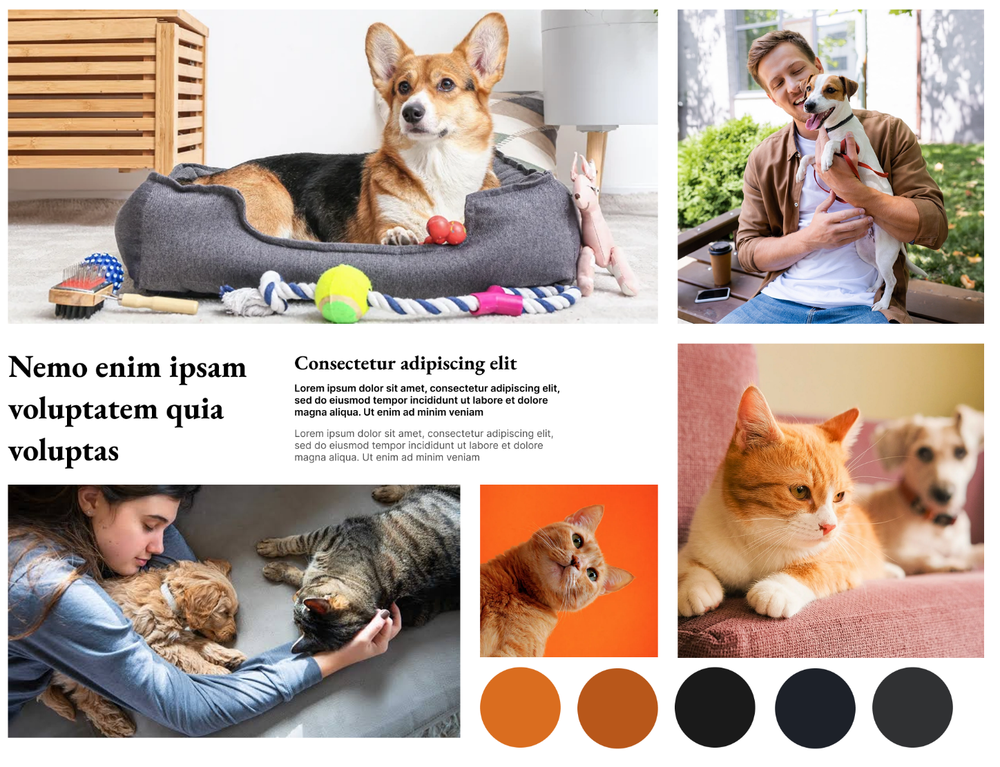 Nemo enim ipsam
voluptatem quia
voluptas
Consectetur adipiscing elit
Lorem ipsum dolor sit amet, consectetur adipiscing elit,
sed do eiusmod tempor incididunt ut labore et dolore
magna aliqua. Ut enim ad minim veniam
Lorem ipsum dolor sit amet, consectetur adipiscing elit,
sed do eiusmod tempor incididunt ut labore et dolore
magna aliqua. Ut enim ad minim veniam